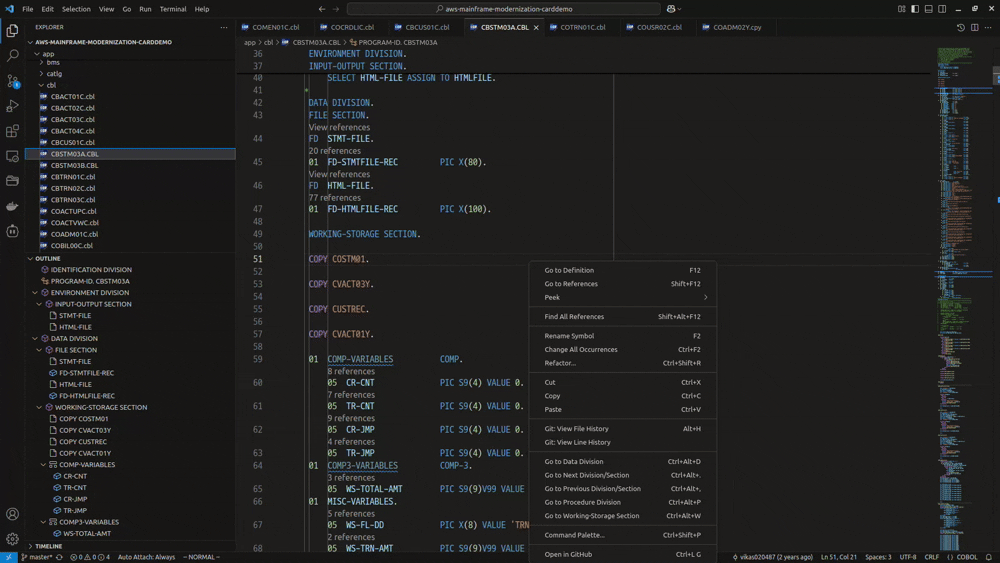 File Edit Selection View Go Run Terminal Help
aws-mainframe-modernization-carddemo
EXPLORER
AWS-MAINFRAME-MODERNIZATION-CARDDEMO
app
bms
catlg
cbl
CBACT01C.cbl
CBACT02C.cbl
CBACT03C.cbl
CBACT04C.cbl
CBCUS01C.cbl
CBSTM03A.CBL
CBSTM03B.CBL
CBTRN01C.cbl
CBTRN02C.cbl
CBTRN03C.cbl
COACTUPC.cbl
COACTVWC.cbl
COADM01C.cbl
COBIL00C.cbl
OUTLINE
IDENTIFICATION DIVISION
PROGRAM-ID. CBSTM03A
ENVIRONMENT DIVISION
INPUT-OUTPUT SECTION
STMT-FILE
HTML-FILE
DATA DIVISION
FILE SECTION
STMT-FILE
FD-STMTFILE-REC
HTML-FILE
FD-HTMLFILE-REC
WORKING-STORAGE SECTION
COPY COSTM01
COPY CVACT03Y
COPY CUSTREC
COPY CVACT01Y
COMP-VARIABLES
CR-CNT
TR-CNT
CR-JMP
TR-JMP
COMP3-VARIABLES
WS-TOTAL-AMT
TIMELINE
COMEN01C.cbl COCRDLIC.cbl CBCUS01C.cbl CBSTM03A.CBL COTRN01C.cbl COUSR02C.cbl COADM02Y.cpy
app > cbl > CBSTM03A.CBL > PROGRAM-ID. CBSTM03A
36 ENVIRONMENT DIVISION.
37 INPUT-OUTPUT SECTION.
40 SELECT HTML-FILE ASSIGN TO HTMLFILE.
41 *
42 DATA DIVISION.
43 FILE SECTION.
View references
44 FD STMT-FILE.
20 references
45 01 FD-STMTFILE-REC PIC X(80).
View references
46 FD HTML-FILE.
77 references
47 01 FD-HTMLFILE-REC PIC X(100).
48
49 WORKING-STORAGE SECTION.
50
51 COPY COSTM01.
52
53 COPY CVACT03Y.
54
55 COPY CUSTREC.
56
57 COPY CVACT01Y.
59 01 COMP-VARIABLES COMP.
8 references
60 05 CR-CNT PIC S9(4) VALUE 0.
7 references
61 05 TR-CNT PIC S9(4) VALUE 0.
9 references
62 05 CR-JMP PIC S9(4) VALUE 0.
4 references
63 05 TR-JMP PIC S9(4) VALUE 0.
64 01 COMP3-VARIABLES COMP-3.
3 references
65 05 WS-TOTAL-AMT PIC S9(9)V99 VALUE
66 01 MISC-VARIABLES.
5 references
67 05 WS-FL-DD PIC X(8) VALUE 'TRN
2 references
68 05 WS-TRN-AMT PIC S9(9)V99 VALUE
Go to Definition F12
Go to References Shift+F12
Peek
Find All References Shift+Alt+F12
Rename Symbol F2
Change All Occurrences Ctrl+F2
Refactor... Ctrl+Shift+R
Cut Ctrl+X
Copy Ctrl+C
Paste Ctrl+V
Git: View File History Alt+H
Git: View Line History
Go to Data Division Ctrl+Alt+D
Go to Next Division/Section Ctrl+Alt+.
Go to Previous Division/Section Ctrl+Alt+,
Go to Procedure Division Ctrl+Alt+P
Go to Working-Storage Section Ctrl+Alt+W
Command Palette... Ctrl+Shift+P
Open in GitHub Ctrl+L G
master* 0 0 4 Auto Attach: Always -- NORMAL -- vikas020487 (2 years ago) Ln 51, Col 21 Spaces: 3 UTF-8 CRLF COBOL